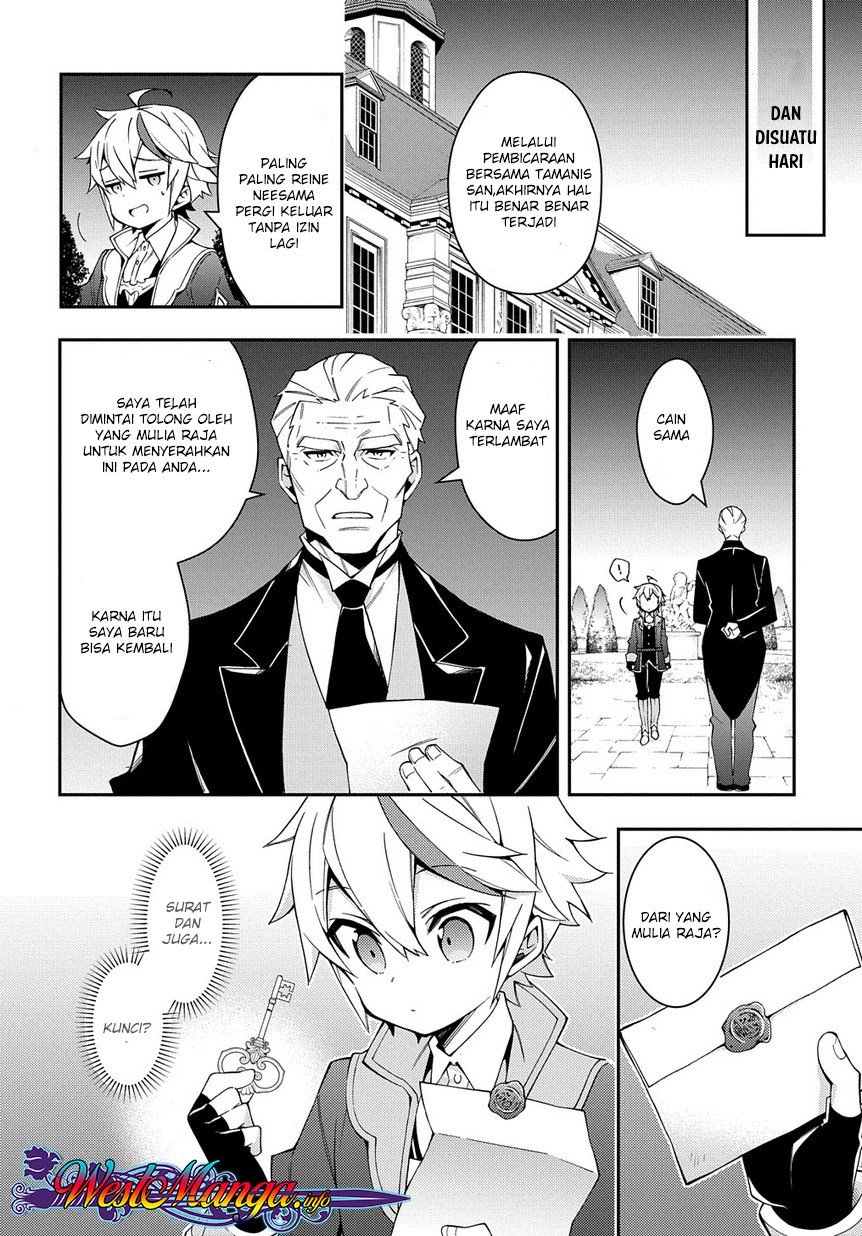 DAN
DISUATU
HARI
MELALUI
PEMBICARAAN
BERSAMA TAMANIS
SAN,AKHIRNYA HAL
ITU BENAR BENAR
TERJADI
PALING
PALING REINE
NEESAMA
PERGI KELUAR
TANPA IZIN
LAGI
CAIN
SAMA
!
MAAF
KARNA SAYA
TERLAMBAT
SAYA TELAH
DIMINTAI TOLONG OLEH
YANG MULIA RAJA
UNTUK MENYERAHKAN
INI PADA ANDA...
KARNA ITU
SAYA BARU
BISA KEMBALI
DARI YANG
MULIA RAJA?
SURAT
DAN
JUGA...
KUNCI?
WestManga.info